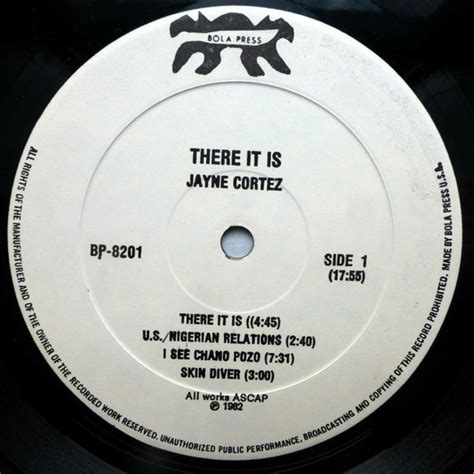 BOLA PRESS
THERE IT IS
JAYNE CORTEZ
BP-8201
SIDE 1
(17:55)
THERE IT IS ((4:45)
U.S./NIGERIAN RELATIONS (2:40)
I SEE CHANO POZO (7:31)
SKIN DIVER (3:00)
All works ASCAP
℗ 1982
ALL RIGHTS OF THE MANUFACTURER AND OF THE OWNER OF THE RECORDED WORK RESERVED. UNAUTHORIZED PUBLIC PERFORMANCE, BROADCASTING AND COPYING OF THIS RECORD PROHIBITED. MADE BY BOLA PRESS U.S.A.